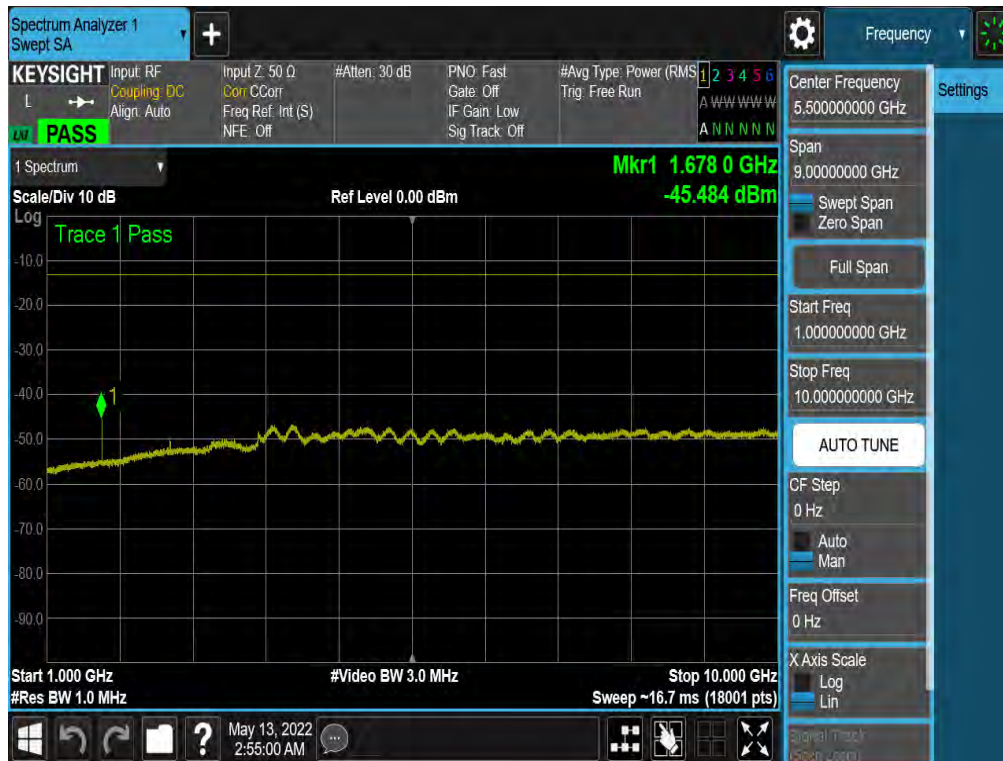 Spectrum Analyzer 1
Swept SA
+
Frequency
KEYSIGHT
L
LXI PASS
Input: RF
Coupling: DC
Align: Auto
Input Z: 50 Ω
Corr CCorr
Freq Ref: Int (S)
NFE: Off
#Atten: 30 dB
PNO: Fast
Gate: Off
IF Gain: Low
Sig Track: Off
#Avg Type: Power (RMS
Trig: Free Run
1 2 3 4 5 6
A W W W W W
A N N N N N
1 Spectrum
Mkr1 1.678 0 GHz
Scale/Div 10 dB
Ref Level 0.00 dBm
-45.484 dBm
Log
Trace 1 Pass
-10.0
-20.0
-30.0
-40.0
1
-50.0
-60.0
-70.0
-80.0
-90.0
Start 1.000 GHz
#Video BW 3.0 MHz
Stop 10.000 GHz
#Res BW 1.0 MHz
Sweep ~16.7 ms (18001 pts)
Center Frequency
5.500000000 GHz
Settings
Span
9.00000000 GHz
Swept Span
Zero Span
Full Span
Start Freq
1.000000000 GHz
Stop Freq
10.000000000 GHz
AUTO TUNE
CF Step
0 Hz
Auto
Man
Freq Offset
0 Hz
X Axis Scale
Log
Lin
Signal Track
(Span Zoom)
?
May 13, 2022
2:55:00 AM